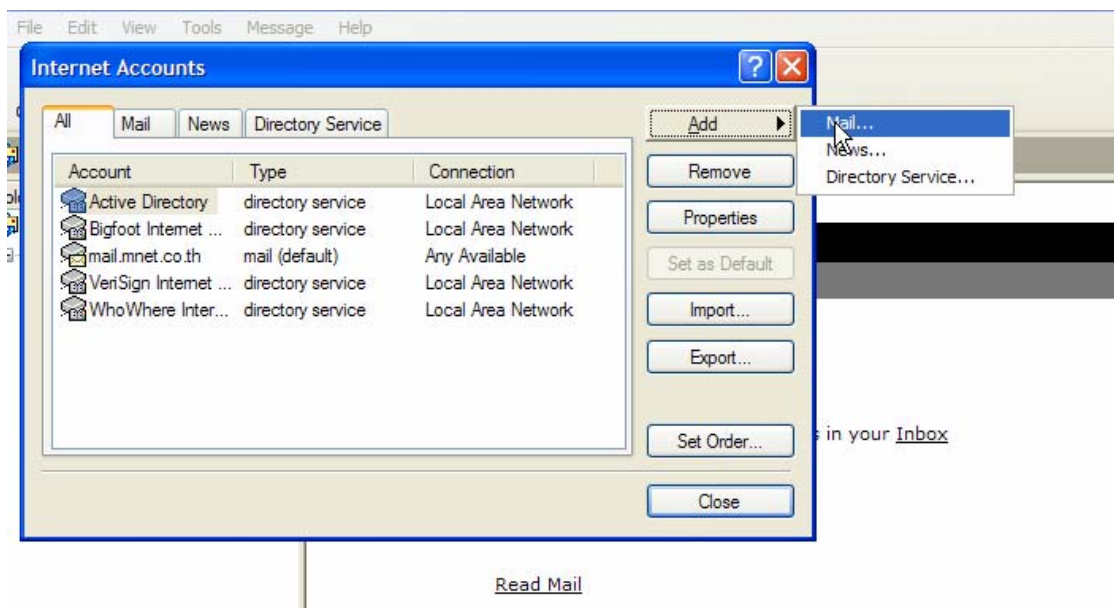 File Edit View Tools Message Help
Internet Accounts
All Mail News Directory Service
Add
Mail...
News...
Directory Service...
Account Type Connection
Active Directory directory service Local Area Network
Bigfoot Internet ... directory service Local Area Network
mail.mnet.co.th mail (default) Any Available
VeriSign Internet ... directory service Local Area Network
WhoWhere Inter... directory service Local Area Network
Remove
Properties
Set as Default
Import...
Export...
Set Order...
Close
in your Inbox
Read Mail